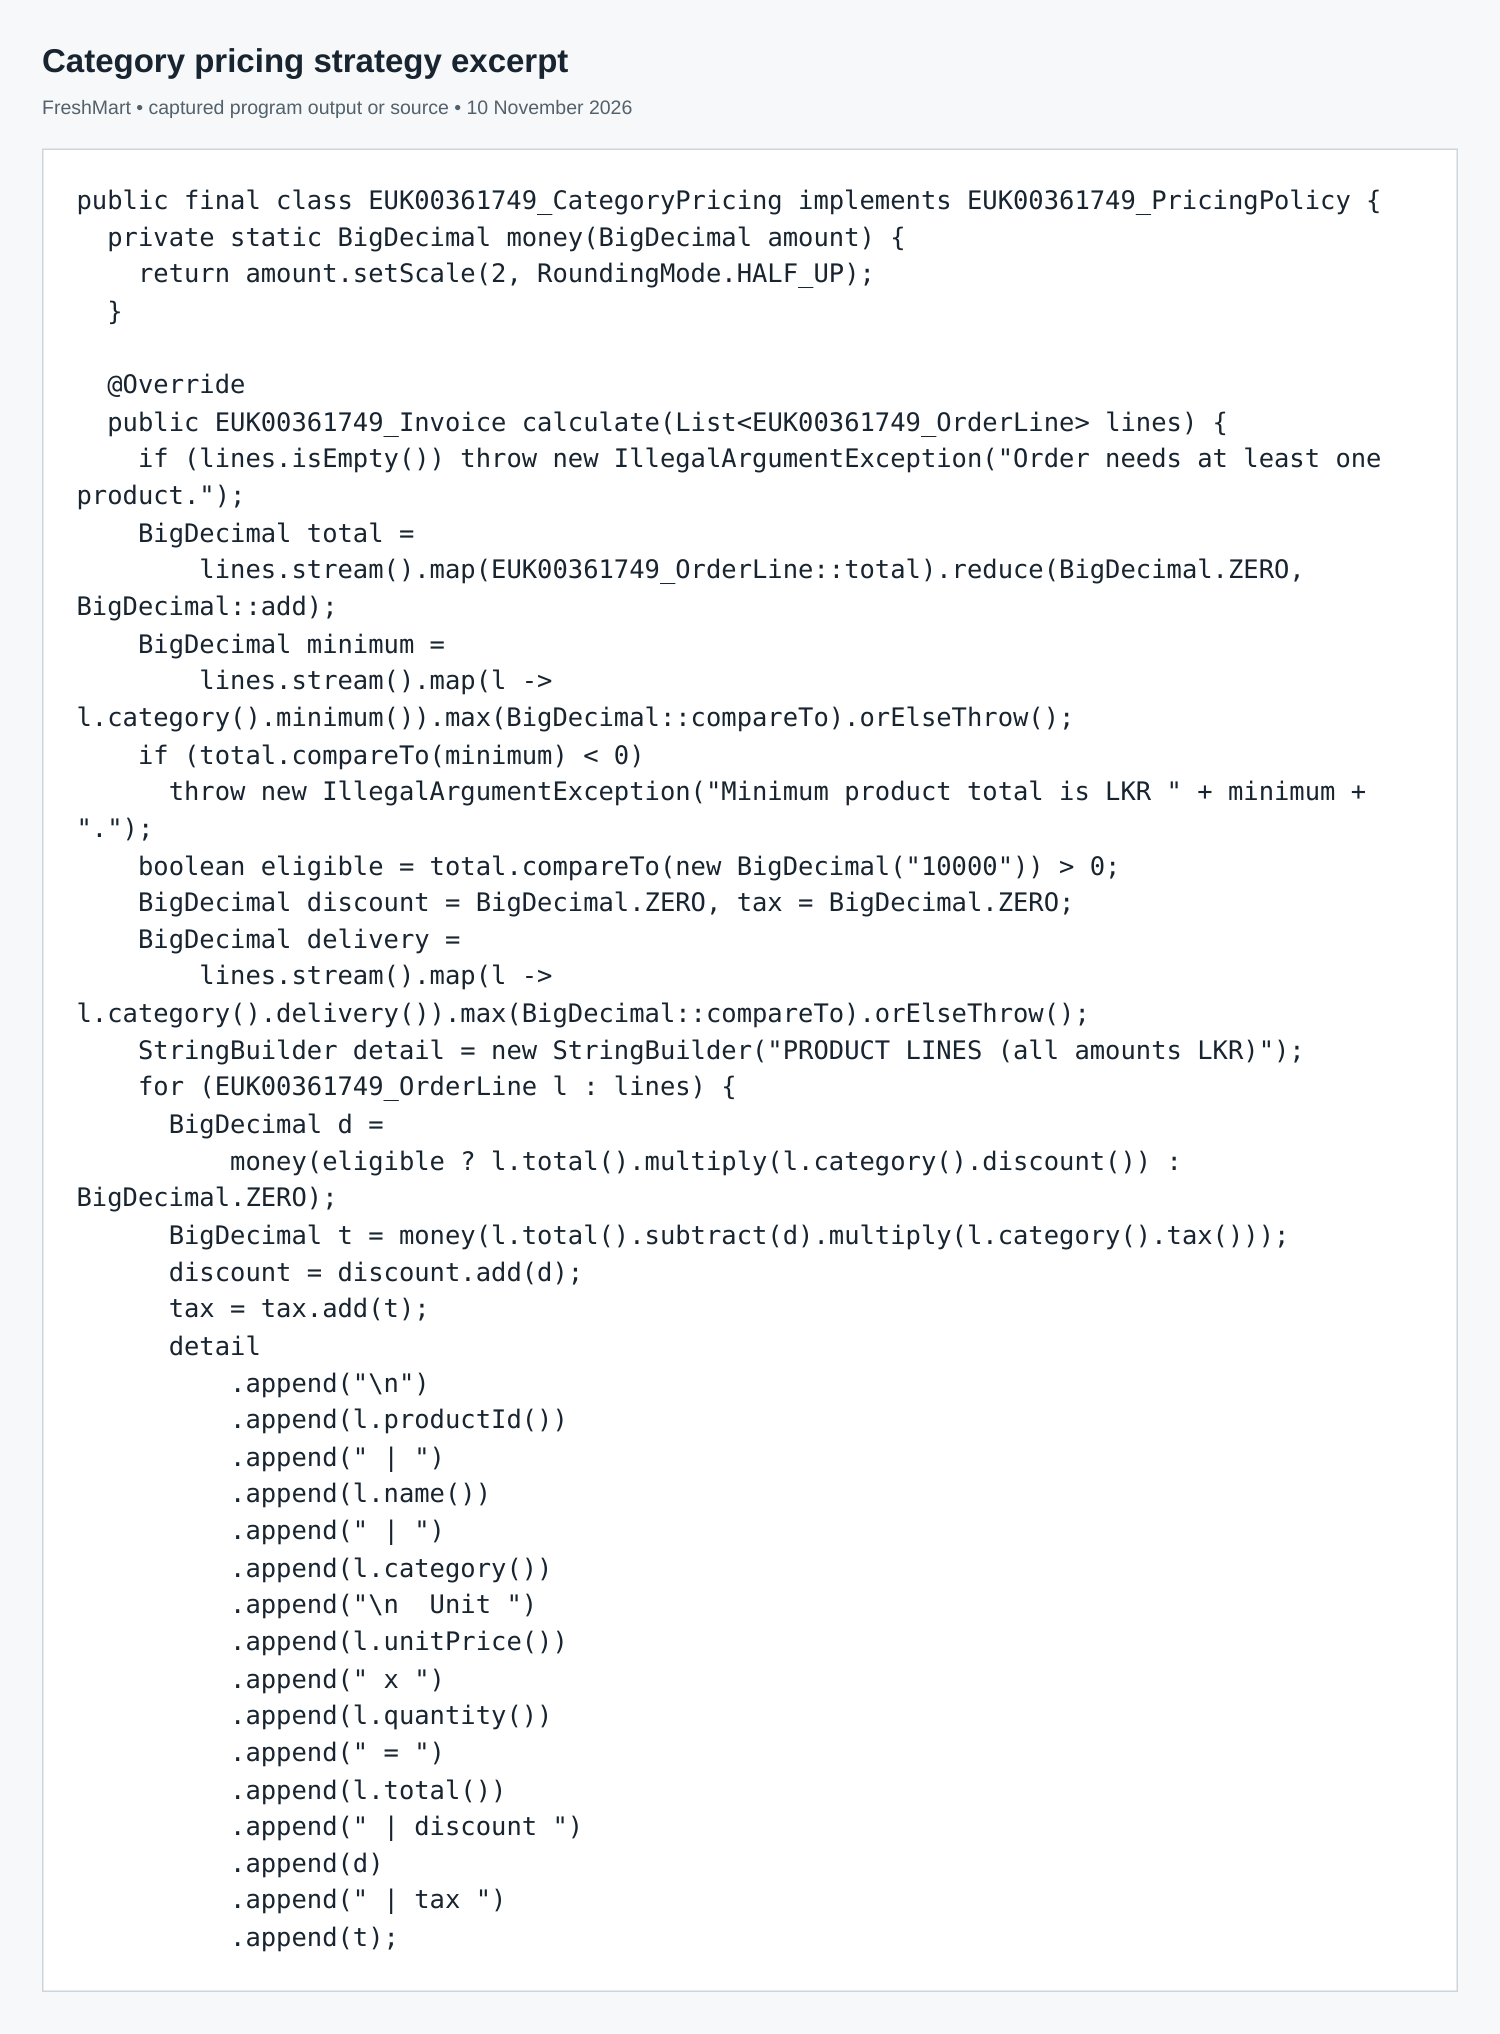 Category pricing strategy excerpt
FreshMart • captured program output or source • 10 November 2026
public final class EUK00361749_CategoryPricing implements EUK00361749_PricingPolicy {
  private static BigDecimal money(BigDecimal amount) {
    return amount.setScale(2, RoundingMode.HALF_UP);
  }

  @Override
  public EUK00361749_Invoice calculate(List<EUK00361749_OrderLine> lines) {
    if (lines.isEmpty()) throw new IllegalArgumentException("Order needs at least one
product.");
    BigDecimal total =
        lines.stream().map(EUK00361749_OrderLine::total).reduce(BigDecimal.ZERO,
BigDecimal::add);
    BigDecimal minimum =
        lines.stream().map(l ->
l.category().minimum()).max(BigDecimal::compareTo).orElseThrow();
    if (total.compareTo(minimum) < 0)
      throw new IllegalArgumentException("Minimum product total is LKR " + minimum +
".");
    boolean eligible = total.compareTo(new BigDecimal("10000")) > 0;
    BigDecimal discount = BigDecimal.ZERO, tax = BigDecimal.ZERO;
    BigDecimal delivery =
        lines.stream().map(l ->
l.category().delivery()).max(BigDecimal::compareTo).orElseThrow();
    StringBuilder detail = new StringBuilder("PRODUCT LINES (all amounts LKR)");
    for (EUK00361749_OrderLine l : lines) {
      BigDecimal d =
          money(eligible ? l.total().multiply(l.category().discount()) :
BigDecimal.ZERO);
      BigDecimal t = money(l.total().subtract(d).multiply(l.category().tax()));
      discount = discount.add(d);
      tax = tax.add(t);
      detail
          .append("\n")
          .append(l.productId())
          .append(" | ")
          .append(l.name())
          .append(" | ")
          .append(l.category())
          .append("\n  Unit ")
          .append(l.unitPrice())
          .append(" x ")
          .append(l.quantity())
          .append(" = ")
          .append(l.total())
          .append(" | discount ")
          .append(d)
          .append(" | tax ")
          .append(t);